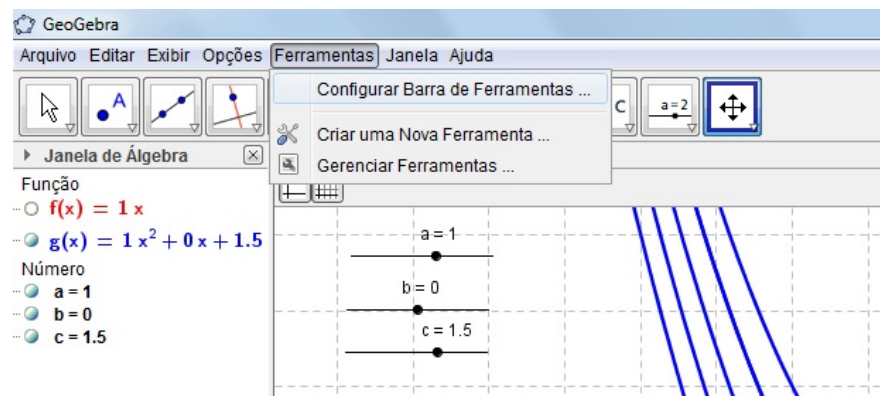 GeoGebra
Arquivo Editar Exibir Opções Ferramentas Janela Ajuda
Configurar Barra de Ferramentas ...
Criar uma Nova Ferramenta ...
Gerenciar Ferramentas ...
A
C
a=2
Janela de Álgebra
Função
f(x) = 1 x
g(x) = 1 x² + 0 x + 1.5
Número
a = 1
b = 0
c = 1.5
a = 1
b = 0
c = 1.5